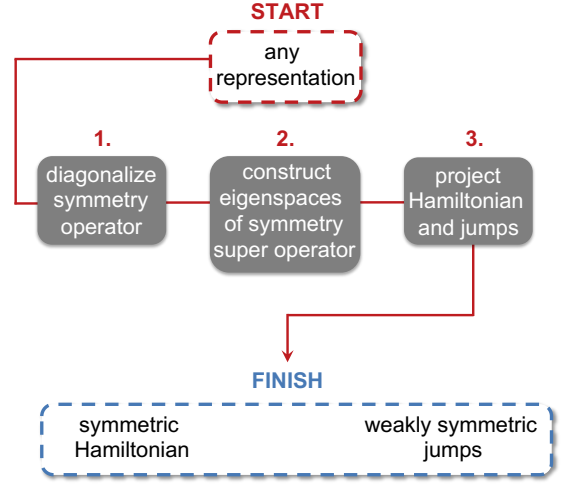 START
any
representation
1.
diagonalize
symmetry
operator
2.
construct
eigenspaces
of symmetry
super operator
3.
project
Hamiltonian
and jumps
FINISH
symmetric
Hamiltonian
weakly symmetric
jumps